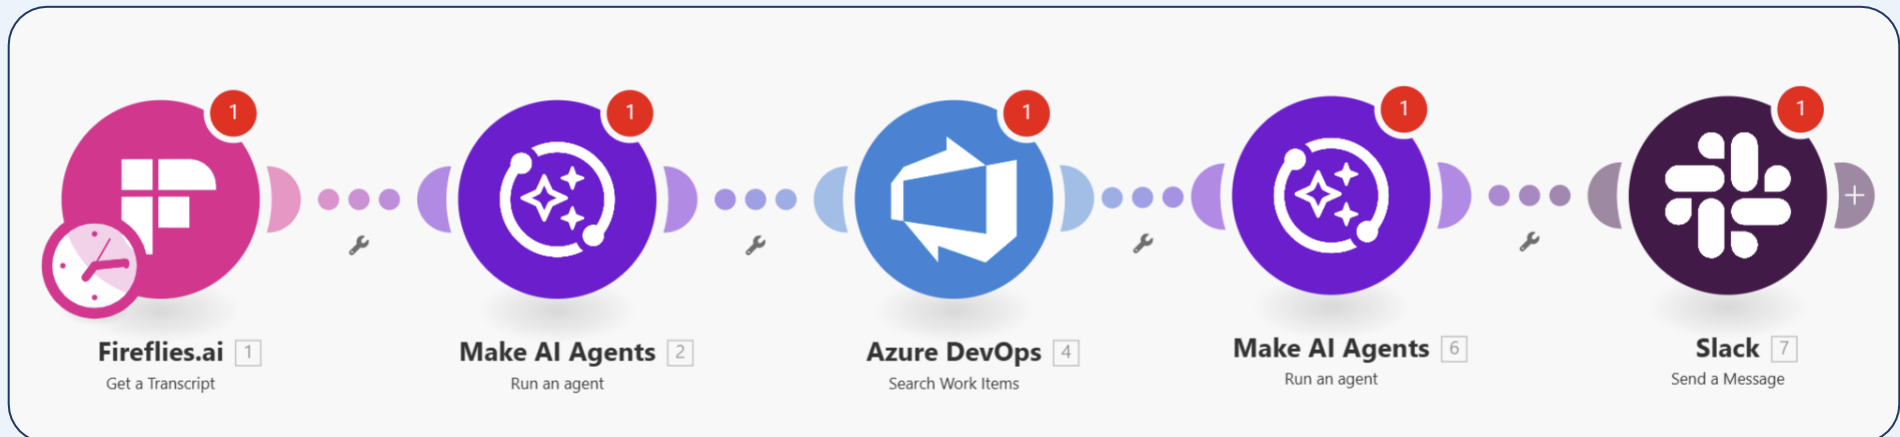 1
1
1
1
1
Fireflies.ai 1
Get a Transcript
Make AI Agents 2
Run an agent
Azure DevOps 4
Search Work Items
Make AI Agents 6
Run an agent
Slack 7
Send a Message